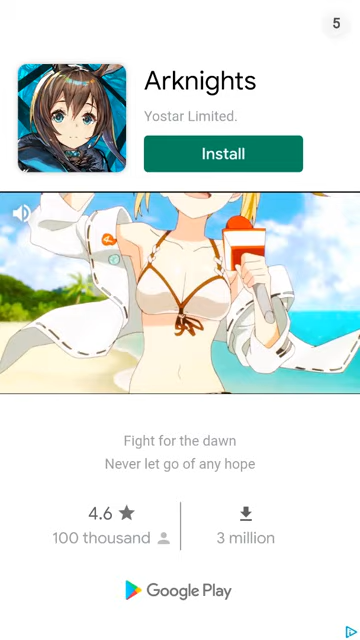 5
Arknights
Yostar Limited.
Install
Fight for the dawn
Never let go of any hope
4.6 ★
100 thousand
3 million
Google Play